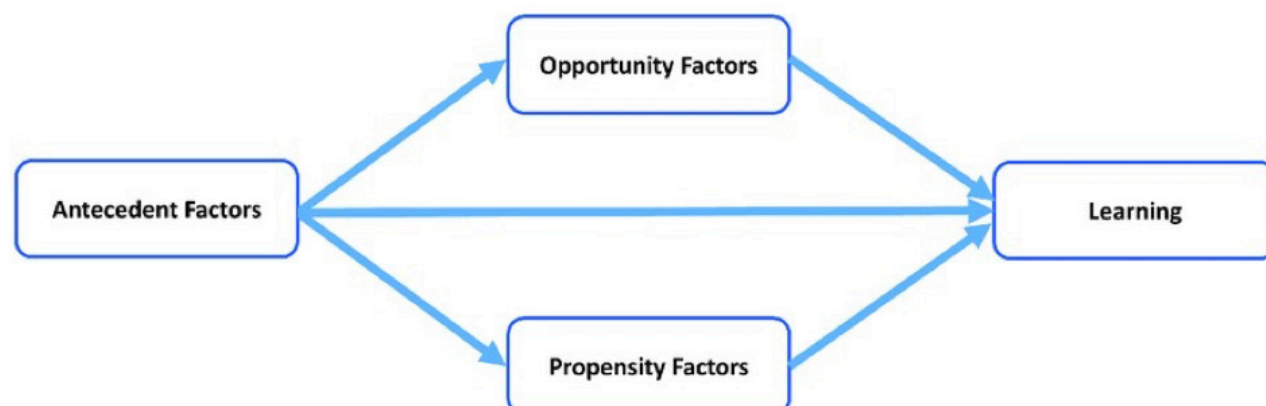 Opportunity Factors
Antecedent Factors
Learning
Propensity Factors